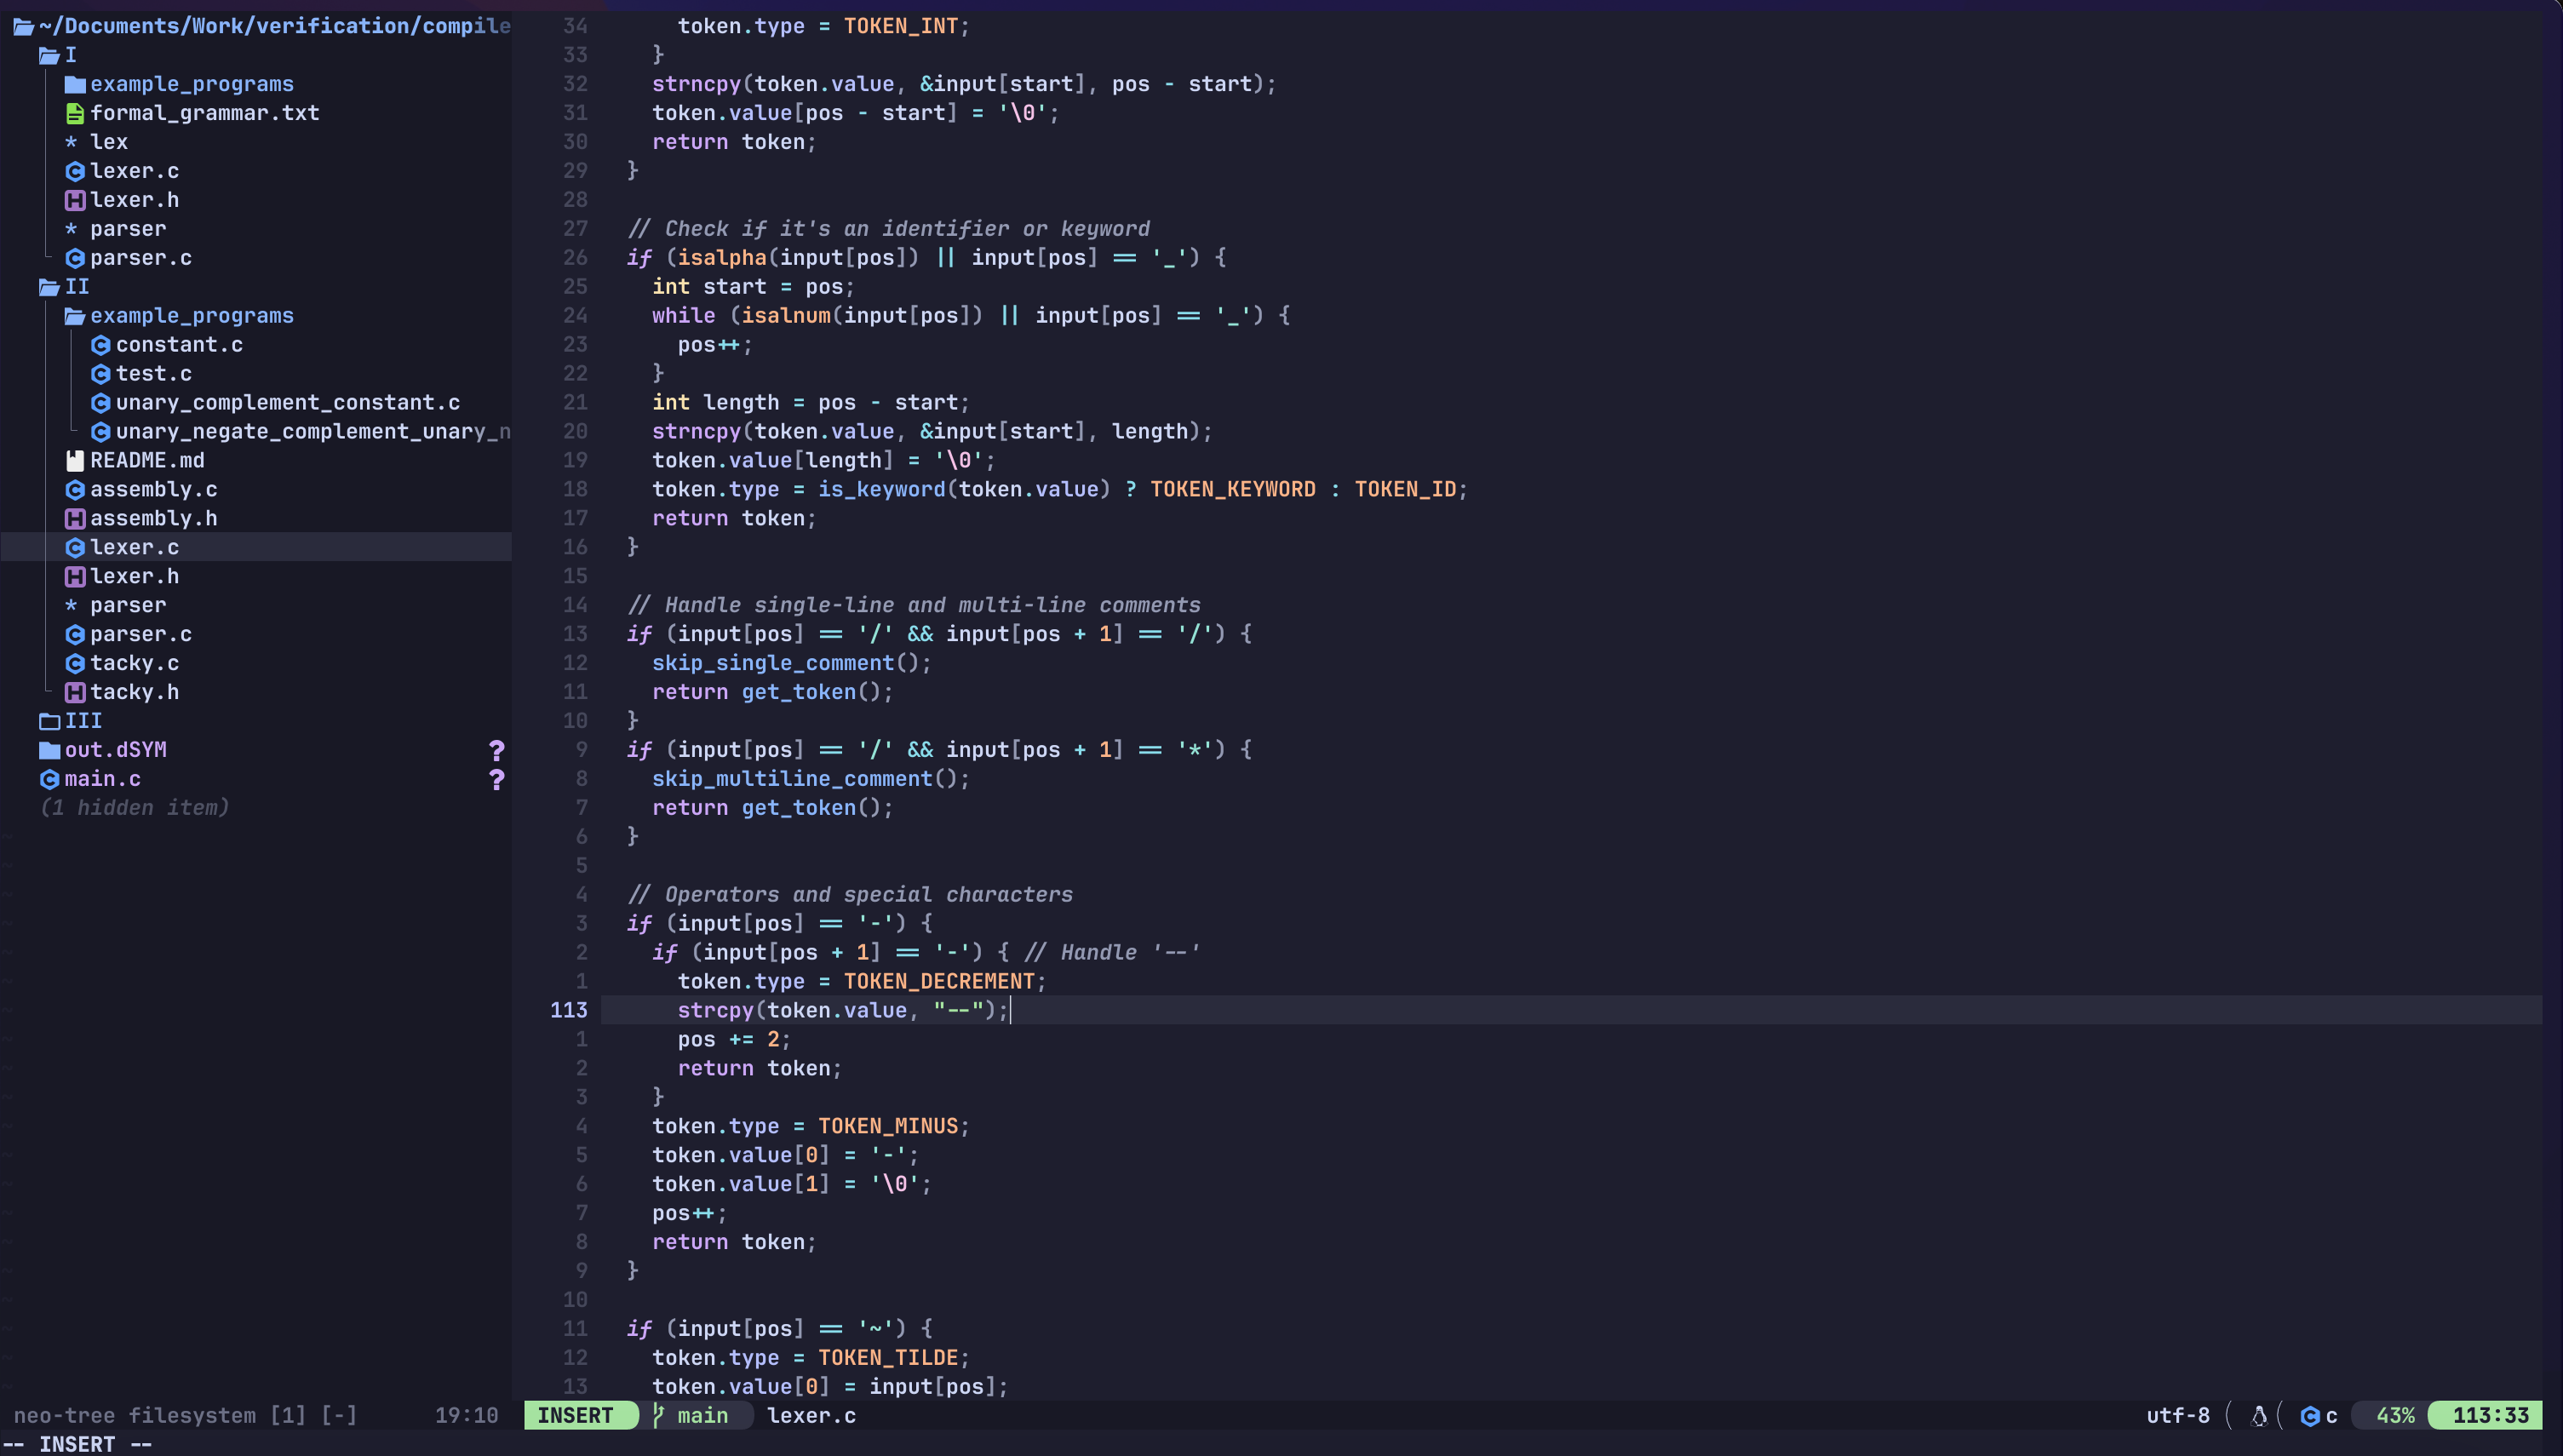 ~/Documents/Work/verification/compile
I
example_programs
formal_grammar.txt
* lex
lexer.c
lexer.h
* parser
parser.c
II
example_programs
constant.c
test.c
unary_complement_constant.c
unary_negate_complement_unary_n
README.md
assembly.c
assembly.h
lexer.c
lexer.h
* parser
parser.c
tacky.c
tacky.h
III
out.dSYM ?
main.c ?
(1 hidden item)
34 token.type = TOKEN_INT;
33 }
32 strncpy(token.value, &input[start], pos - start);
31 token.value[pos - start] = '\0';
30 return token;
29 }
28
27 // Check if it's an identifier or keyword
26 if (isalpha(input[pos]) || input[pos] == '_') {
25 int start = pos;
24 while (isalnum(input[pos]) || input[pos] == '_') {
23 pos++;
22 }
21 int length = pos - start;
20 strncpy(token.value, &input[start], length);
19 token.value[length] = '\0';
18 token.type = is_keyword(token.value) ? TOKEN_KEYWORD : TOKEN_ID;
17 return token;
16 }
15
14 // Handle single-line and multi-line comments
13 if (input[pos] == '/' && input[pos + 1] == '/') {
12 skip_single_comment();
11 return get_token();
10 }
9 if (input[pos] == '/' && input[pos + 1] == '*') {
8 skip_multiline_comment();
7 return get_token();
6 }
5
4 // Operators and special characters
3 if (input[pos] == '-') {
2 if (input[pos + 1] == '-') { // Handle '--'
1 token.type = TOKEN_DECREMENT;
113 strcpy(token.value, "--");
1 pos += 2;
2 return token;
3 }
4 token.type = TOKEN_MINUS;
5 token.value[0] = '-';
6 token.value[1] = '\0';
7 pos++;
8 return token;
9 }
10
11 if (input[pos] == '~') {
12 token.type = TOKEN_TILDE;
13 token.value[0] = input[pos];
neo-tree filesystem [1] [-] 19:10
INSERT main lexer.c utf-8 c 43% 113:33
-- INSERT --